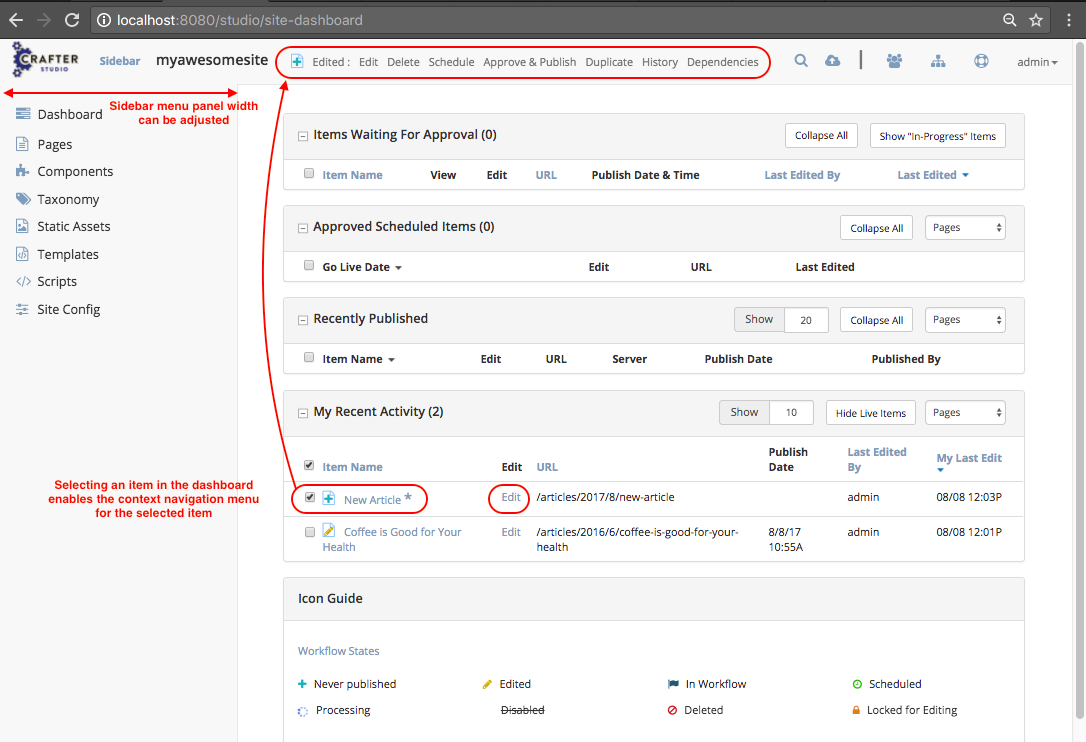 localhost:8080/studio/site-dashboard
CRAFTER STUDIO Sidebar myawesomesite Edited : Edit Delete Schedule Approve & Publish Duplicate History Dependencies admin
Sidebar menu panel width
can be adjusted
Dashboard
Pages
Components
Taxonomy
Static Assets
Templates
Scripts
Site Config
Selecting an item in the dashboard
enables the context navigation menu
for the selected item
Items Waiting For Approval (0) Collapse All Show "In-Progress" Items
Item Name View Edit URL Publish Date & Time Last Edited By Last Edited
Approved Scheduled Items (0) Collapse All Pages
Go Live Date Edit URL Last Edited
Recently Published Show 20 Collapse All Pages
Item Name Edit URL Server Publish Date Published By
My Recent Activity (2) Show 10 Hide Live Items Pages
Item Name Edit URL Publish Date Last Edited By My Last Edit
New Article * Edit /articles/2017/8/new-article admin 08/08 12:03P
Coffee is Good for Your Edit /articles/2016/6/coffee-is-good-for-your- 8/8/17 admin 08/08 12:01P
Health health 10:55A
Icon Guide
Workflow States
Never published Edited In Workflow Scheduled
Processing Disabled Deleted Locked for Editing